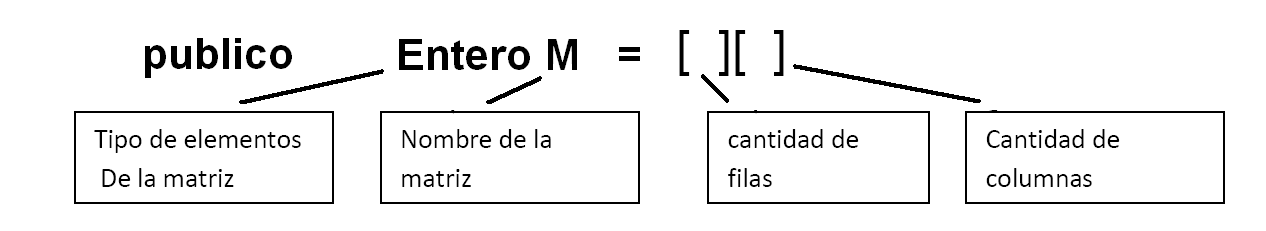 publico Entero M = [ ][ ]
Tipo de elementos
De la matriz
Nombre de la
matriz
cantidad de
filas
Cantidad de
columnas